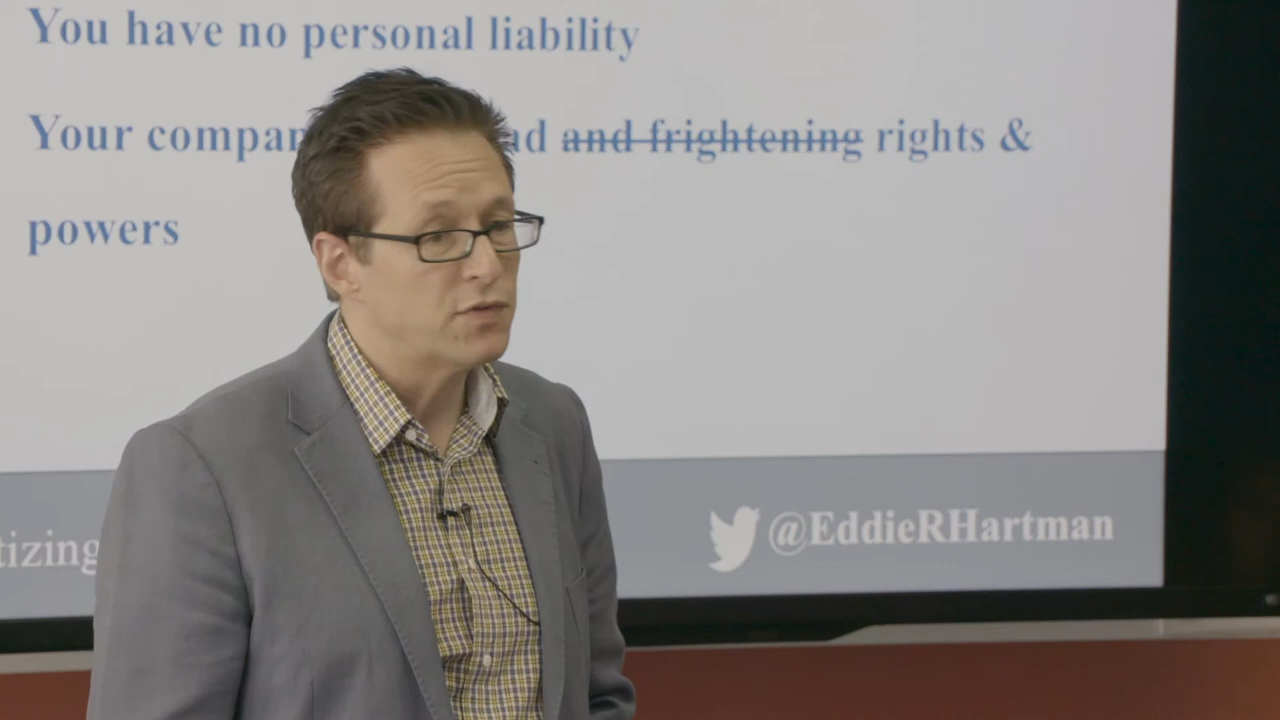 You have no personal liability
Your compan ad and frightening rights &
powers
tizing @EddieRHartman